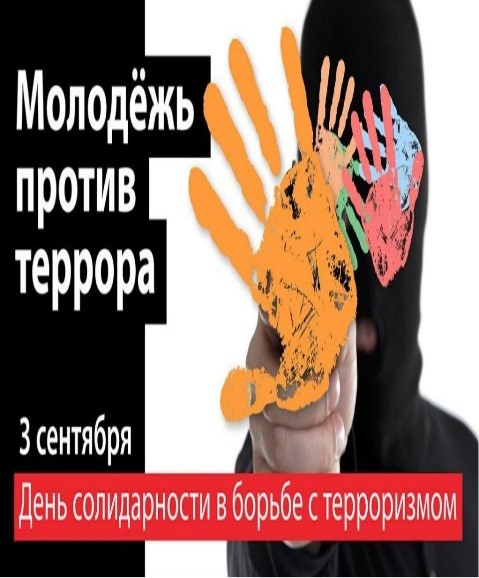 Молодёжь
против
террора
3 сентября
День солидарности в борьбе с терроризмом